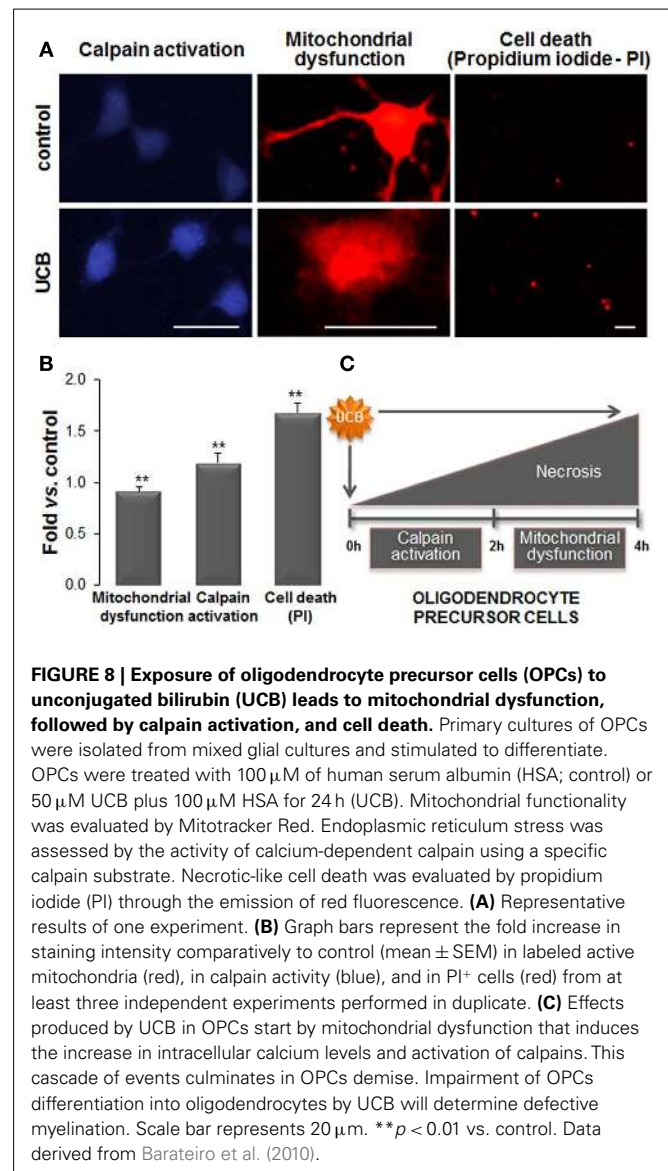 A
Calpain activation
Mitochondrial
dysfunction
Cell death
(Propidium iodide - PI)
control
UCB
B
Fold vs. control
2.0
1.5
1.0
0.5
0.0
**
**
**
Mitochondrial
dysfunction
Calpain
activation
Cell death
(PI)
C
UCB
Necrosis
0h
Calpain
activation
2h
Mitochondrial
dysfunction
4h
OLIGODENDROCYTE
PRECURSOR CELLS
FIGURE 8 | Exposure of oligodendrocyte precursor cells (OPCs) to
unconjugated bilirubin (UCB) leads to mitochondrial dysfunction,
followed by calpain activation, and cell death. Primary cultures of OPCs
were isolated from mixed glial cultures and stimulated to differentiate.
OPCs were treated with 100 μM of human serum albumin (HSA; control) or
50 μM UCB plus 100 μM HSA for 24 h (UCB). Mitochondrial functionality
was evaluated by Mitotracker Red. Endoplasmic reticulum stress was
assessed by the activity of calcium-dependent calpain using a specific
calpain substrate. Necrotic-like cell death was evaluated by propidium
iodide (PI) through the emission of red fluorescence. (A) Representative
results of one experiment. (B) Graph bars represent the fold increase in
staining intensity comparatively to control (mean ± SEM) in labeled active
mitochondria (red), in calpain activity (blue), and in PI⁺ cells (red) from at
least three independent experiments performed in duplicate. (C) Effects
produced by UCB in OPCs start by mitochondrial dysfunction that induces
the increase in intracellular calcium levels and activation of calpains. This
cascade of events culminates in OPCs demise. Impairment of OPCs
differentiation into oligodendrocytes by UCB will determine defective
myelination. Scale bar represents 20 μm. **p < 0.01 vs. control. Data
derived from Barateiro et al. (2010).